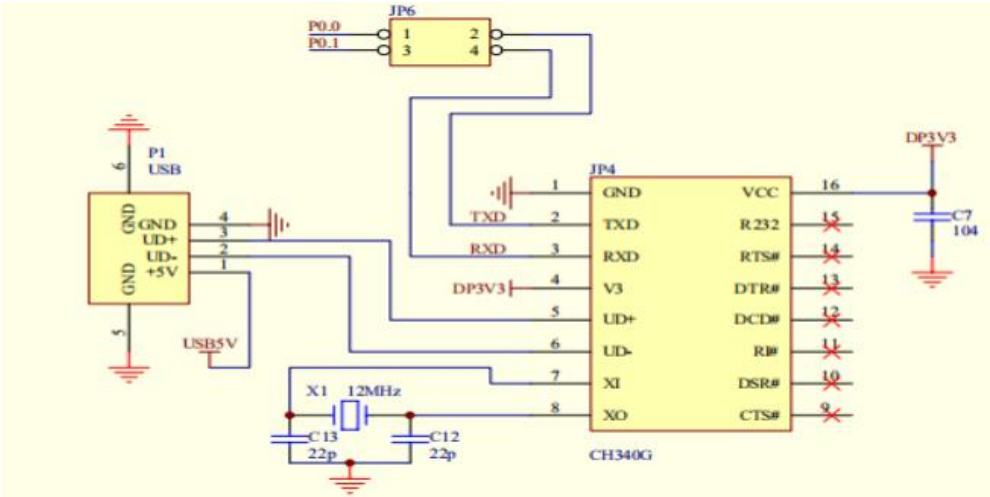 JP6
P0.0 1 2
P0.1 3 4
P1
USB
6
GND
GND 4
UD+ 3
UD- 2
+5V 1
GND
5
USB5V
JP4
1 GND VCC 16
TXD 2 TXD R232 15
RXD 3 RXD RTS# 14
DP3V3 4 V3 DTR# 13
5 UD+ DCD# 12
6 UD- RI# 11
7 XI DSR# 10
8 XO CTS# 9
CH340G
DP3V3
C7
104
X1 12MHz
C13
22p
C12
22p